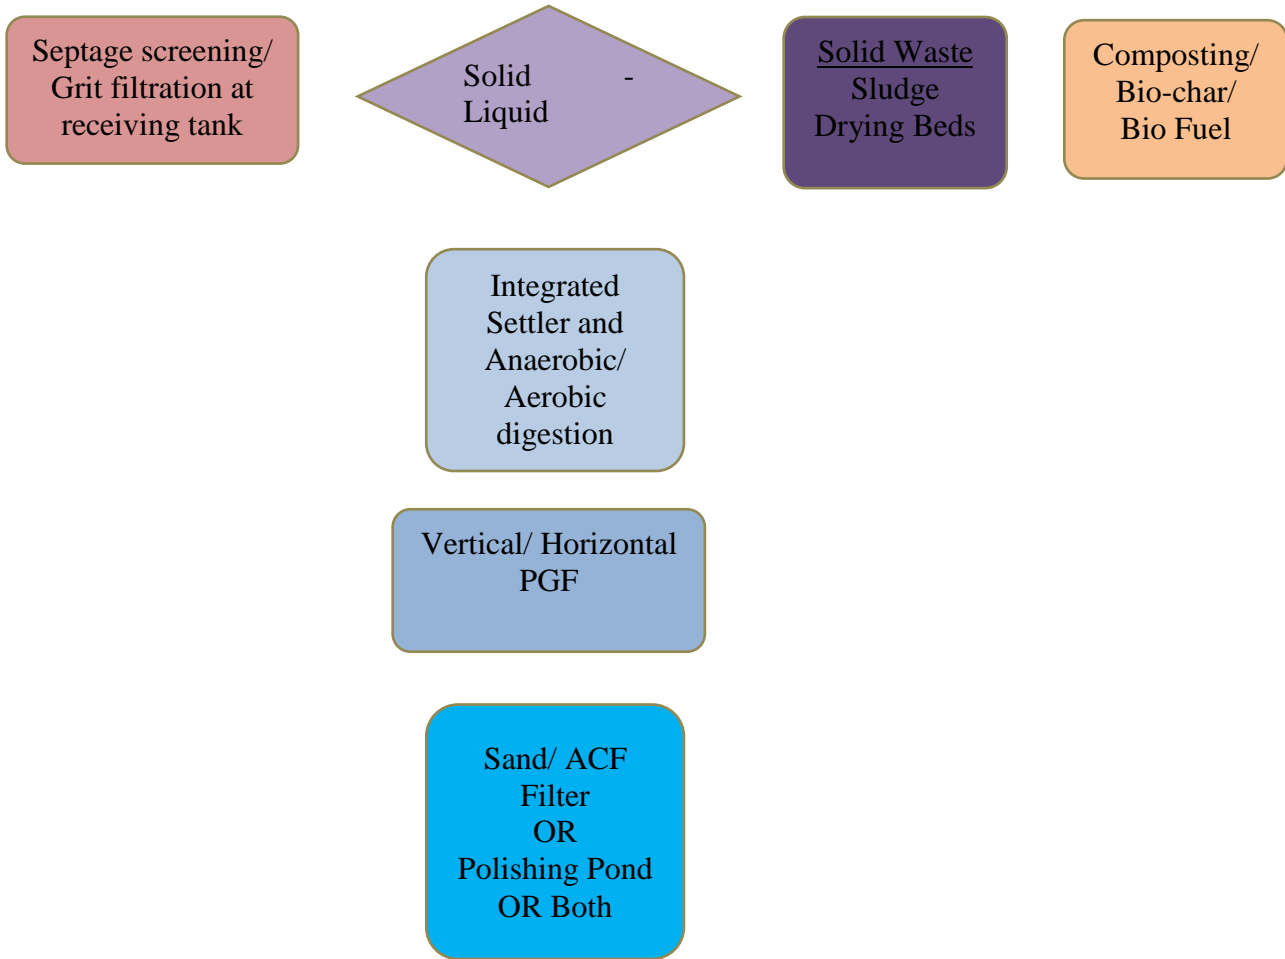 Septage screening/
Grit filtration at
receiving tank
Solid -
Liquid
Solid Waste
Sludge
Drying Beds
Composting/
Bio-char/
Bio Fuel
Integrated
Settler and
Anaerobic/
Aerobic
digestion
Vertical/ Horizontal
PGF
Sand/ ACF
Filter
OR
Polishing Pond
OR Both